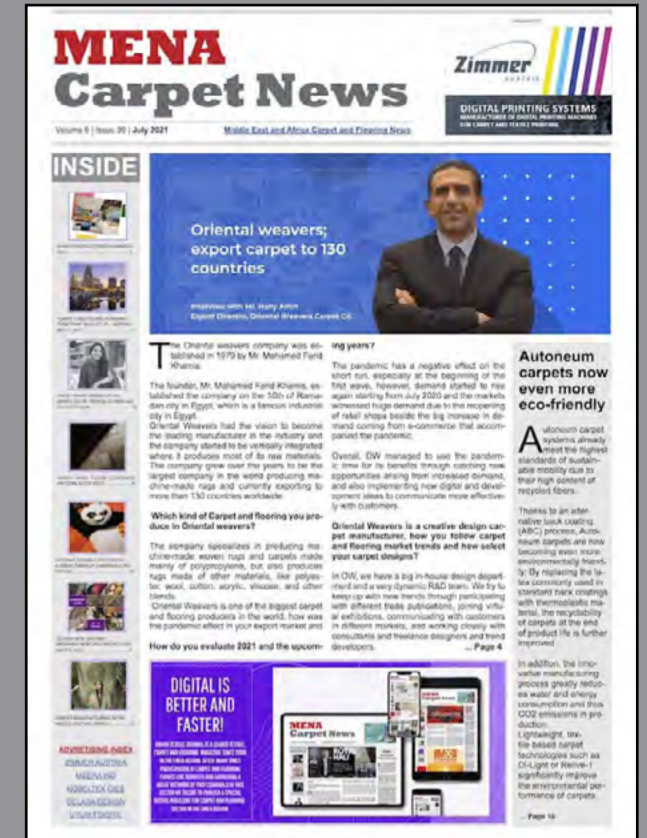 MENA
Carpet News
Zimmer
AUSTRIA
DIGITAL PRINTING SYSTEMS
MANUFACTURER OF DIGITAL PRINTING MACHINES
FOR CARPET AND TEXTILE PRINTING
Volume 6 | Issue | July 2021
Middle East and Africa Carpet and Flooring News
INSIDE
Oriental weavers;
export carpet to 130
countries
Interview with Mr. Hany Amin
Export Director, Oriental Weavers Carpet Co.
The Oriental weavers company was es-
tablished in 1979 by Mr. Mohamed Farid
Khamis.
The founder, Mr. Mohamed Farid Khamis, es-
tablished the company on the 10th of Rama-
dan city in Egypt, which is a famous industrial
city in Egypt.
Oriental Weavers had the vision to become
the leading manufacturer in the industry and
the company started to be vertically integrated
where it produces most of its raw materials.
The company grew over the years to be the
largest company in the world producing ma-
chine-made rugs and currently exporting to
more than 130 countries worldwide.
Which kind of Carpet and flooring you pro-
duce in Oriental weavers?
The company specializes in producing ma-
chine-made woven rugs and carpets made
mainly of polypropylene, but also produces
rugs made of other materials, like polyes-
ter, wool, cotton, acrylic, viscose, and other
blends.
Oriental Weavers is one of the biggest carpet
and flooring producers in the world, how was
the pandemic effect in your export market and
How do you evaluate 2021 and the upcom-
ing years?
The pandemic has a negative effect on the
short run, especially at the beginning of the
first wave, however, demand started to rise
again starting from July 2020 and the markets
witnessed huge demand due to the reopening
of retail shops beside the big increase in de-
mand coming from e-commerce that accom-
panied the pandemic.
Overall, OW managed to use the pandem-
ic time for its benefits through catching new
opportunities arising from increased demand,
and also implementing new digital and devel-
opment ideas to communicate more effective-
ly with customers.
Oriental Weavers is a creative design car-
pet manufacturer, how you follow carpet
and flooring market trends and how select
your carpet designs?
In OW, we have a big in-house design depart-
ment and a very dynamic R&D team. We try to
keep up with new trends through participating
with different trade publications, joining virtu-
al exhibitions, communicating with customers
in different markets, and working closely with
consultants and freelance designers and trend
developers. ... Page 4
Autoneum
carpets now
even more
eco-friendly
Autoneum carpet
systems already
meet the highest
standards of sustain-
able mobility due to
their high content of
recycled fibers.
Thanks to an alter-
native back coating
(ABC) process, Auto-
neum carpets are now
becoming even more
environmentally friend-
ly: By replacing the la-
tex commonly used in
standard back coatings
with thermoplastic ma-
terial, the recyclability
of carpets at the end
of product life is further
improved.
In addition, the inno-
vative manufacturing
process greatly reduc-
es water and energy
consumption and thus
CO2 emissions in pro-
duction.
Lightweight, tex-
tile-based carpet
technologies such as
Di-Light or Relive-1
significantly improve
the environmental per-
formance of carpets.
... Page 10
ADVERTISING INDEX
ZIMMER AUSTRIA
DELARA DESIGN
DIGITAL IS
BETTER AND
FASTER!
MENA
Carpet News